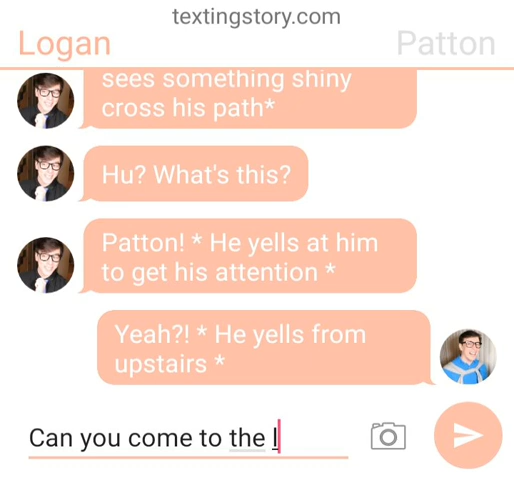 textingstory.com
Logan
Patton
sees something shiny
cross his path*
Hu? What's this?
Patton! * He yells at him
to get his attention *
Yeah?! * He yells from
upstairs *
Can you come to the l